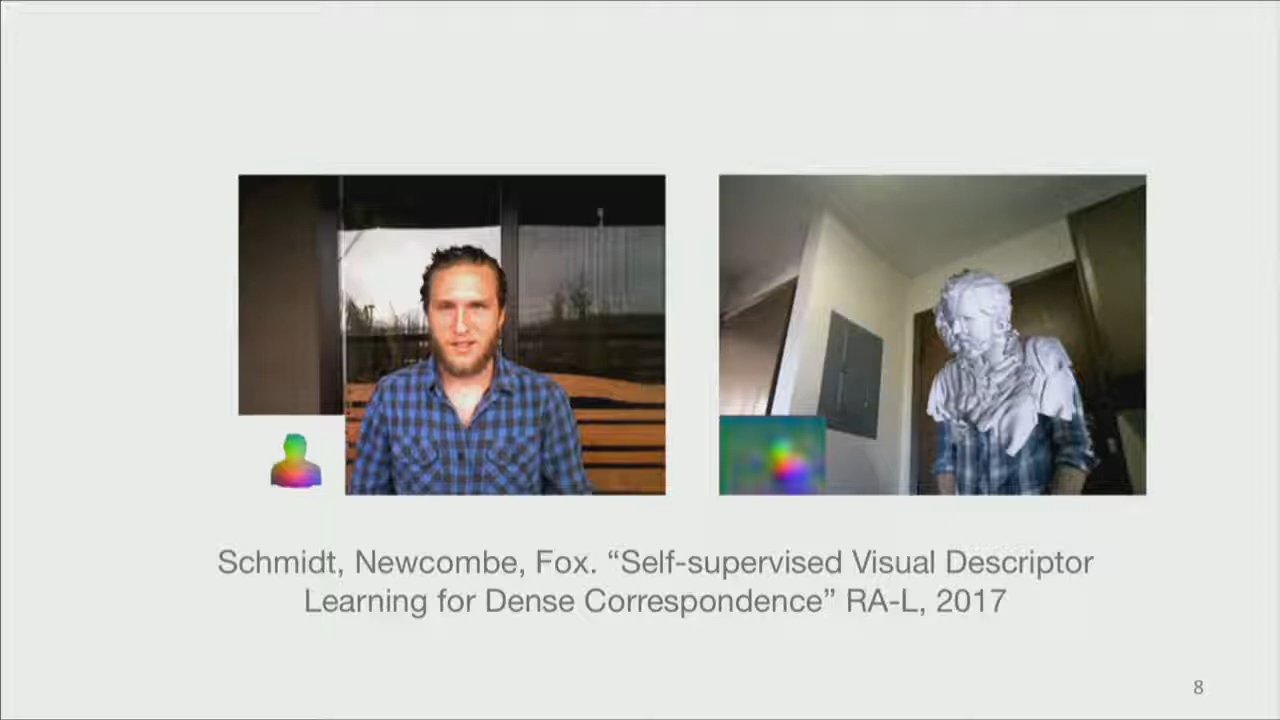 Schmidt, Newcombe, Fox. “Self-supervised Visual Descriptor
Learning for Dense Correspondence” RA-L, 2017
8